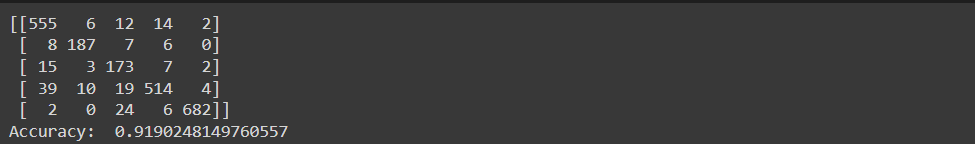 [[555   6  12  14   2]
 [  8 187   7   6   0]
 [ 15   3 173   7   2]
 [ 39  10  19 514   4]
 [  2   0  24   6 682]]
Accuracy:  0.9190248149760557